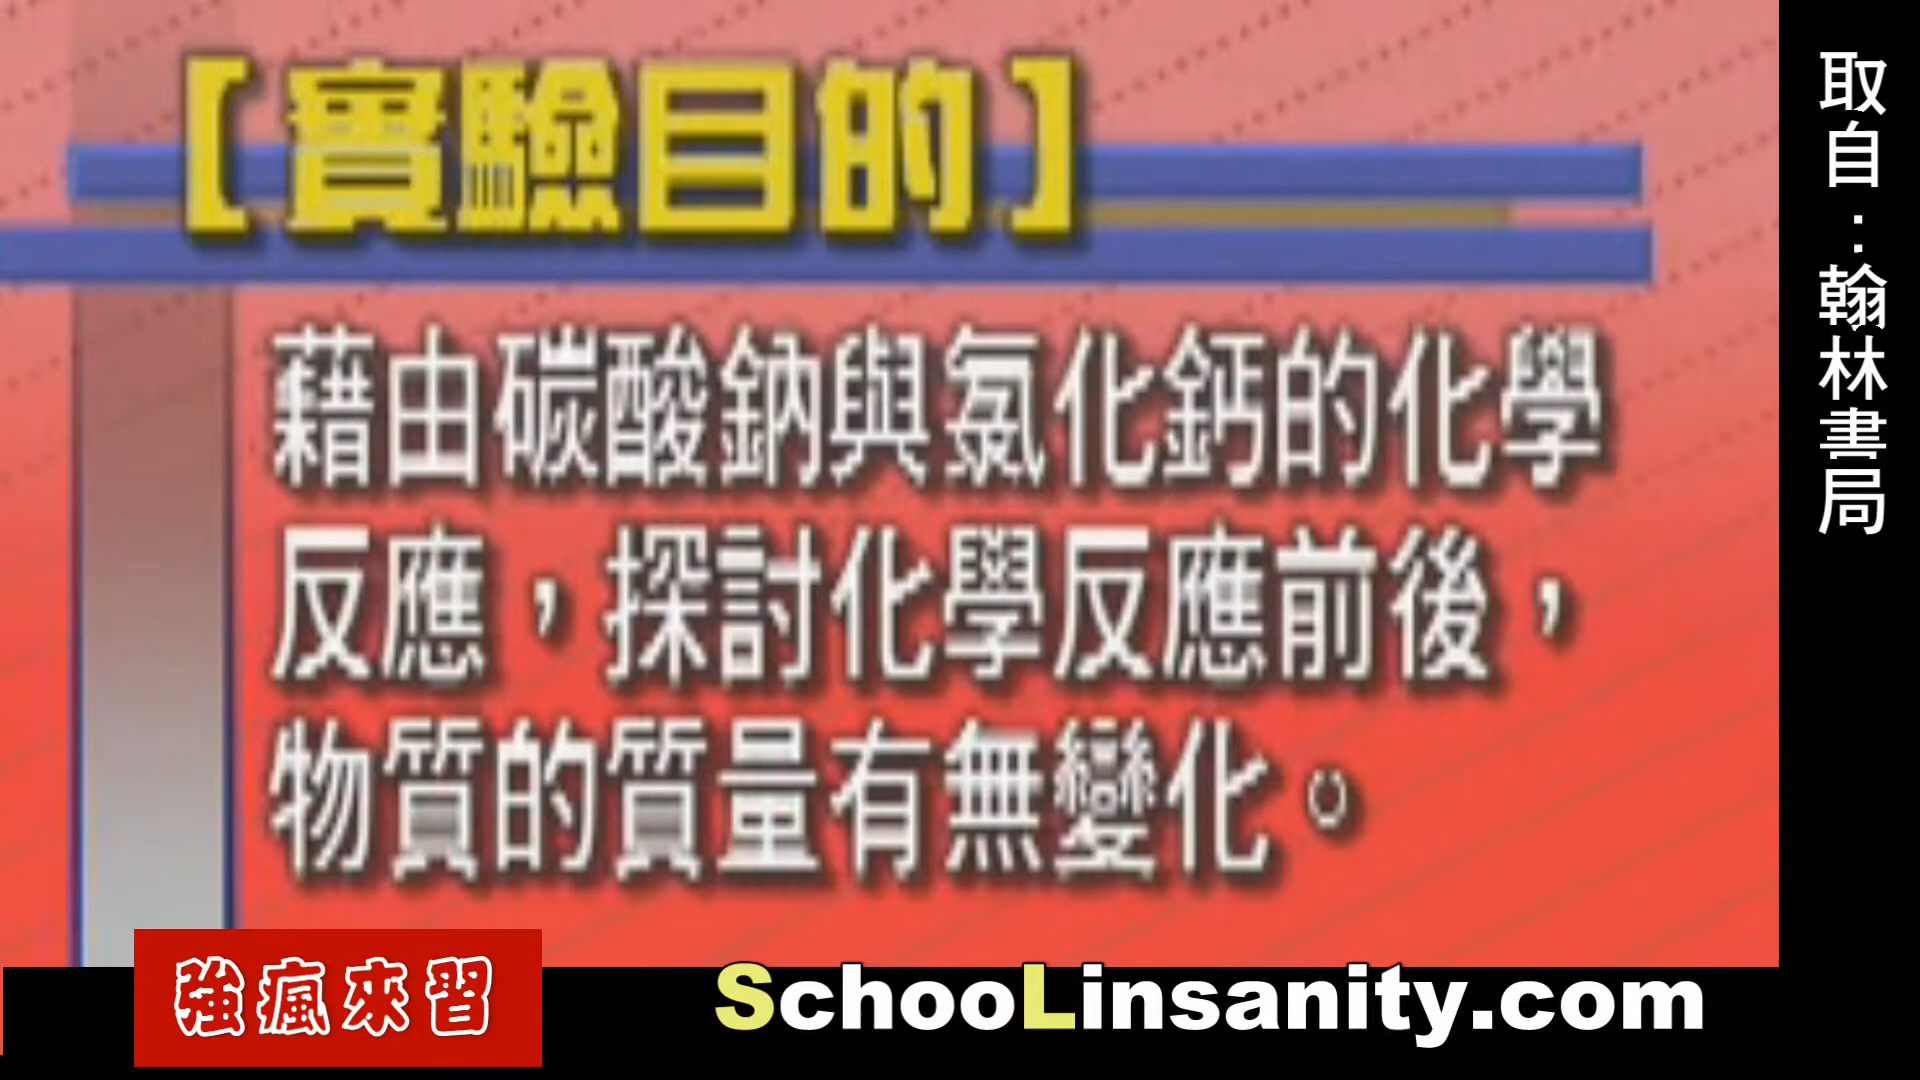 【實驗目的】
藉由碳酸鈉與氯化鈣的化學
反應，探討化學反應前後，
物質的質量有無變化。
取自：翰林書局
強瘋來習
SchooLinsanity.com